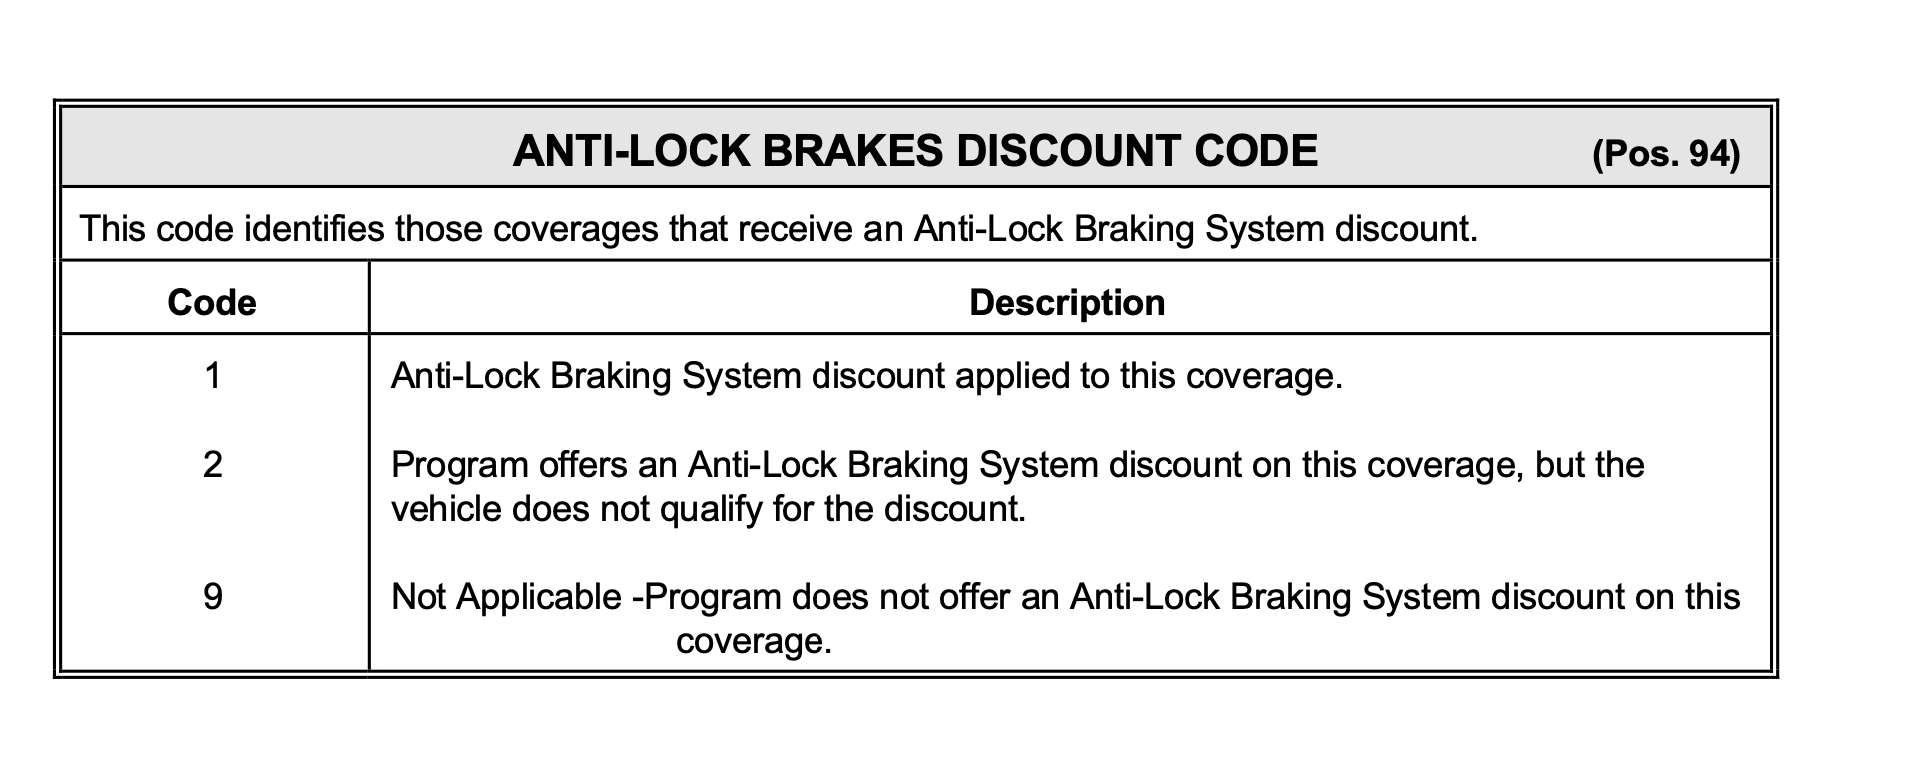 ANTI-LOCK BRAKES DISCOUNT CODE (Pos. 94)
This code identifies those coverages that receive an Anti-Lock Braking System discount.
Code Description
1 Anti-Lock Braking System discount applied to this coverage.
2 Program offers an Anti-Lock Braking System discount on this coverage, but the
vehicle does not qualify for the discount.
9 Not Applicable -Program does not offer an Anti-Lock Braking System discount on this
coverage.